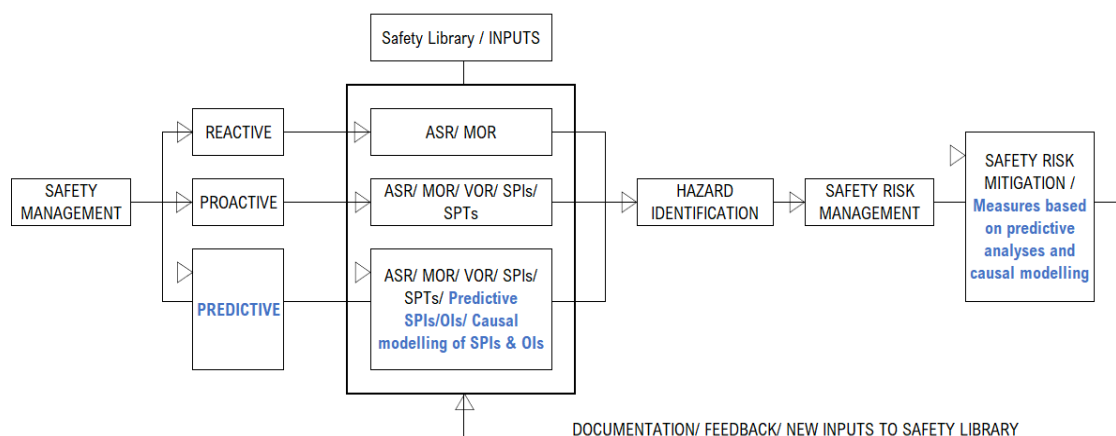 Safety Library / INPUTS
REACTIVE
ASR/ MOR
SAFETY
MANAGEMENT
PROACTIVE
ASR/ MOR/ VOR/ SPIs/
SPTs
HAZARD
IDENTIFICATION
SAFETY RISK
MANAGEMENT
SAFETY RISK
MITIGATION /
Measures based
on predictive
analyses and
causal modelling
PREDICTIVE
ASR/ MOR/ VOR/ SPIs/
SPTs/ Predictive
SPIs/OIs/ Causal
modelling of SPIs & OIs
DOCUMENTATION/ FEEDBACK/ NEW INPUTS TO SAFETY LIBRARY